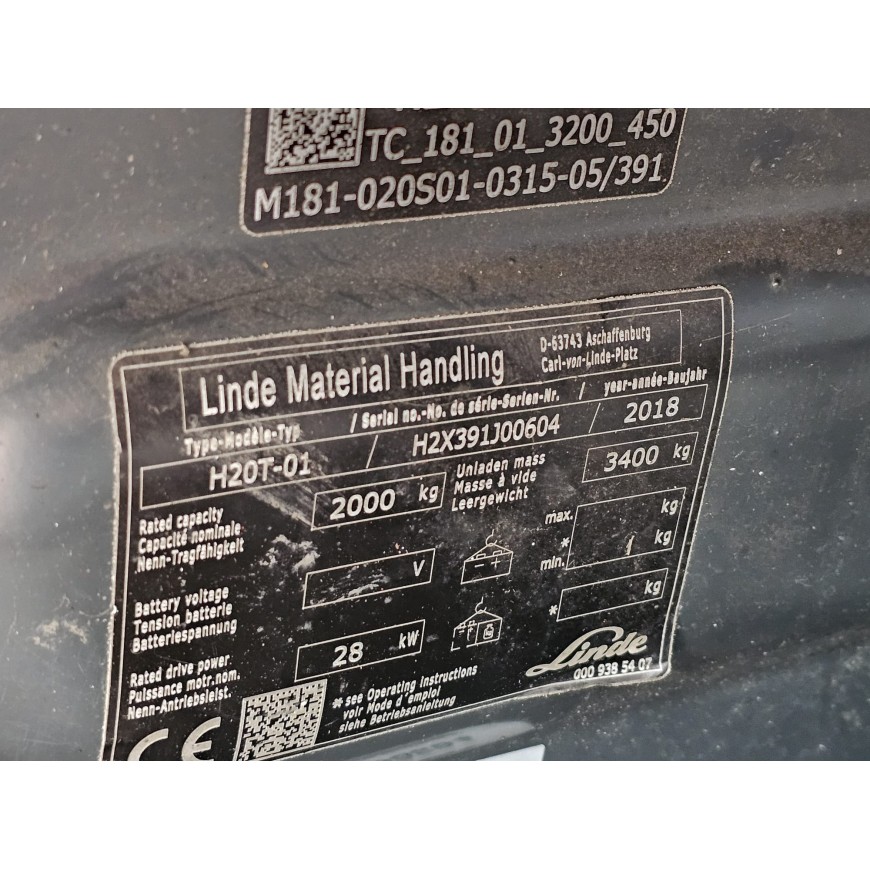 TC_181_01_3200_450
M181-020S01-0315-05/391
Linde Material Handling
D-63743 Aschaffenburg
Carl-von-Linde-Platz
Type-Modèle-Typ / Serial no.-No. de série-Serien-Nr. / year-année-Baujahr
H20T-01 / H2X391J00604 / 2018
Rated capacity
Capacité nominale
Nenn-Tragfähigkeit
2000 kg
Unladen mass
Masse à vide
Leergewicht
3400 kg
Battery voltage
Tension batterie
Batteriespannung
V
max. kg
* kg
min.
* kg
Rated drive power
Puissance motr.nom.
Nenn-Antriebsleist.
28 kW
Linde
000 938 54 07
CE
* see Operating instructions
voir Mode d'emploi
siehe Betriebsanleitung